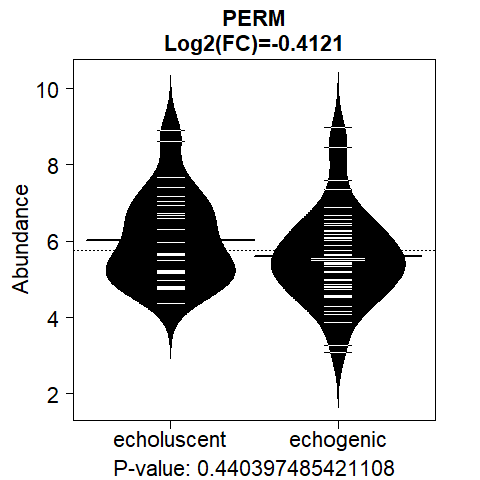 PERM
Log2(FC)=-0.4121
10
8
6
4
2
Abundance
echoluscent echogenic
P-value: 0.440397485421108